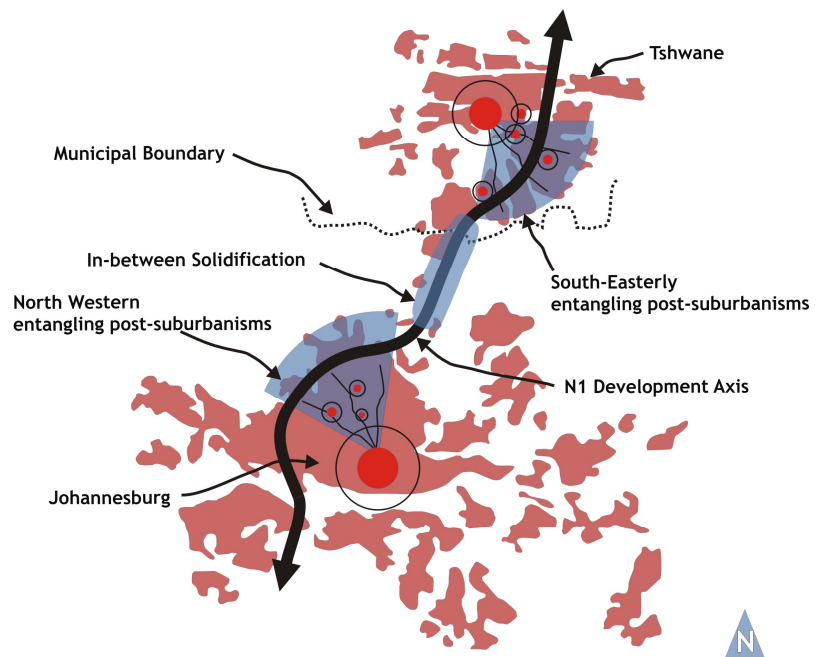 Tshwane
Municipal Boundary
In-between Solidification
South-Easterly
entangling post-suburbanisms
North Western
entangling post-suburbanisms
N1 Development Axis
Johannesburg
N